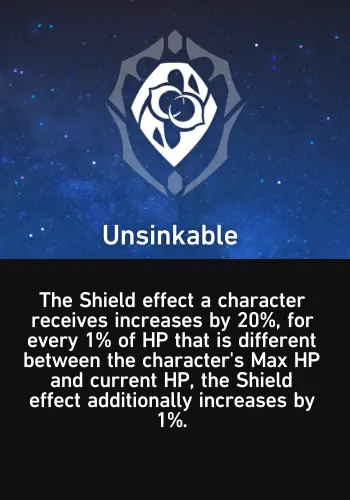 Unsinkable
The Shield effect a character
receives increases by 20%, for
every 1% of HP that is different
between the character's Max HP
and current HP, the Shield
effect additionally increases by
1%.